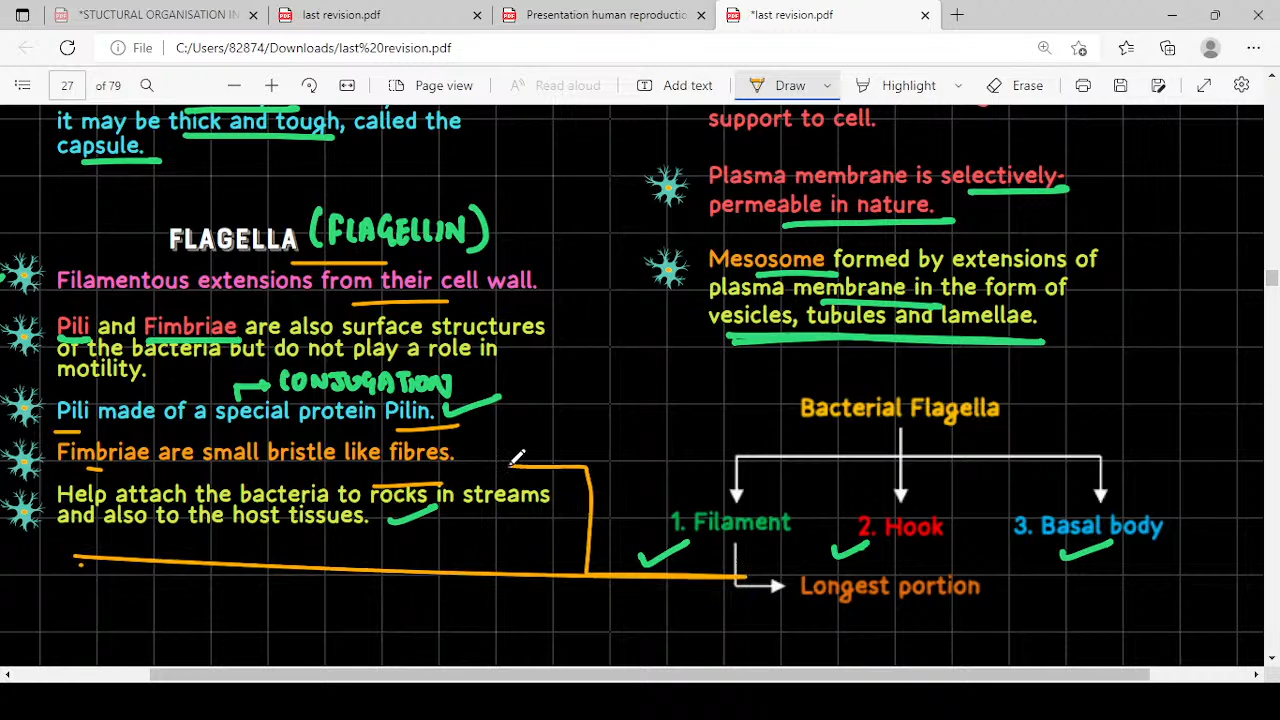 *STUCTURAL ORGANISATION IN
last revision.pdf
Presentation human reproductio
*last revision.pdf
File
C:/Users/82874/Downloads/last%20revision.pdf
27 of 79
Page view
Read aloud
Add text
Draw
Highlight
Erase
it may be thick and tough, called the
capsule.
FLAGELLA (FLAGELLIN)
Filamentous extensions from their cell wall.
Pili and Fimbriae are also surface structures
of the bacteria but do not play a role in
motility.
CONJUGATION
Pili made of a special protein Pilin.
Fimbriae are small bristle like fibres.
Help attach the bacteria to rocks in streams
and also to the host tissues.
support to cell.
Plasma membrane is selectively-
permeable in nature.
Mesosome formed by extensions of
plasma membrane in the form of
vesicles, tubules and lamellae.
Bacterial Flagella
1. Filament
2. Hook
3. Basal body
Longest portion